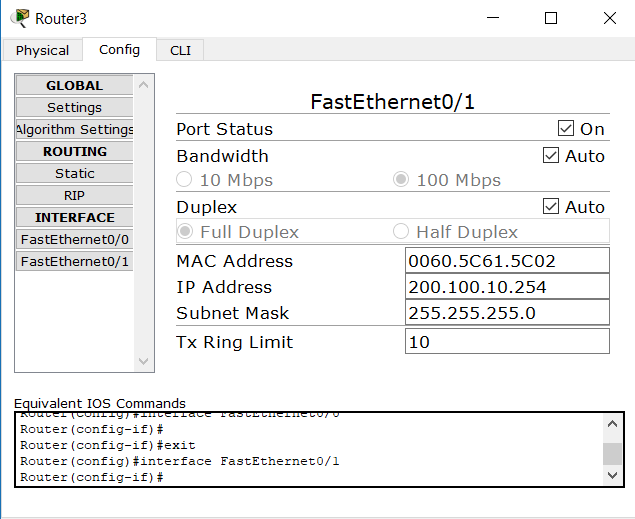 Router3
Physical Config CLI
GLOBAL
Settings
Algorithm Settings
ROUTING
Static
RIP
INTERFACE
FastEthernet0/0
FastEthernet0/1
FastEthernet0/1
Port Status On
Bandwidth Auto
10 Mbps 100 Mbps
Duplex Auto
Full Duplex Half Duplex
MAC Address 0060.5C61.5C02
IP Address 200.100.10.254
Subnet Mask 255.255.255.0
Tx Ring Limit 10
Equivalent IOS Commands
Router(config)#interface FastEthernet0/0
Router(config-if)#
Router(config-if)#exit
Router(config)#interface FastEthernet0/1
Router(config-if)#